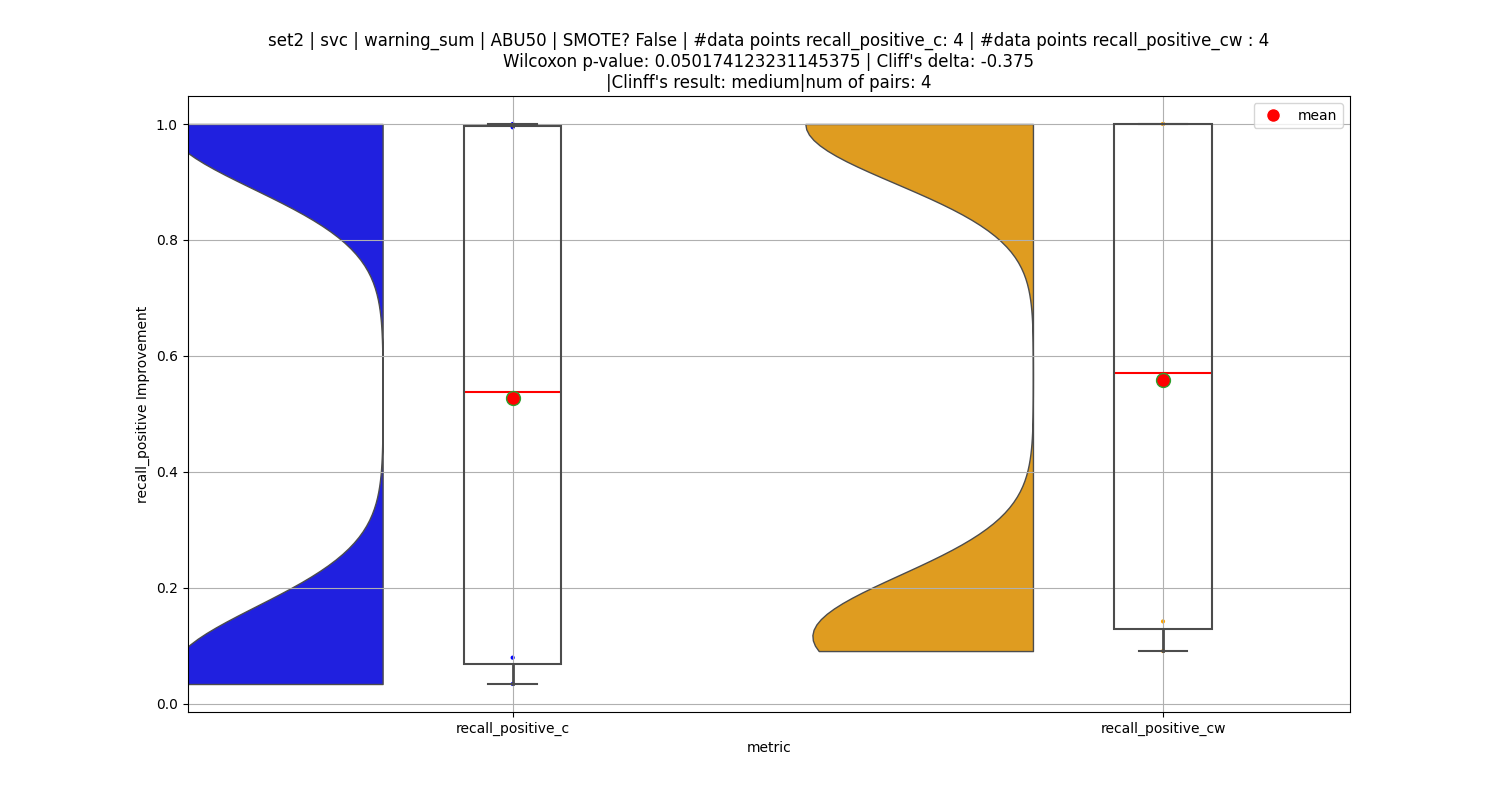 set2 | svc | warning_sum | ABU50 | SMOTE? False | #data points recall_positive_c: 4 | #data points recall_positive_cw : 4
Wilcoxon p-value: 0.050174123231145375 | Cliff's delta: -0.375
|Clinff's result: medium|num of pairs: 4
mean
1.0
0.8
0.6
0.4
0.2
0.0
recall_positive Improvement
recall_positive_c
recall_positive_cw
metric